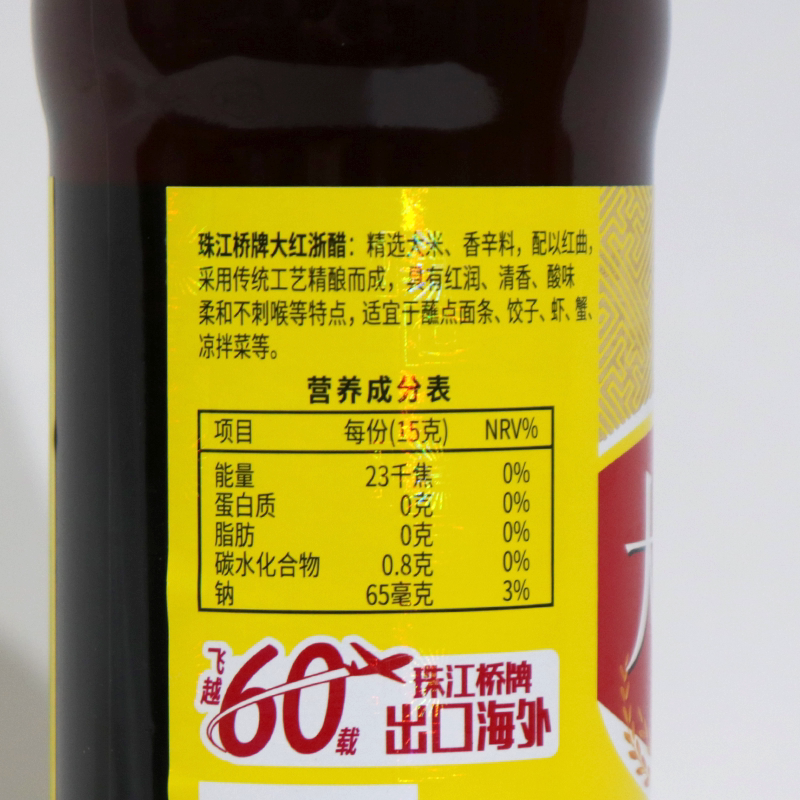 珠江桥牌大红浙醋：精选大米、香辛料，配以红曲，
采用传统工艺精酿而成，具有红润、清香、酸味
柔和不刺喉等特点，适宜于蘸点面条、饺子、虾、蟹、
凉拌菜等。
营养成分表
项目 每份(15克) NRV%
能量 23千焦 0%
蛋白质 0克 0%
脂肪 0克 0%
碳水化合物 0.8克 0%
钠 65毫克 3%
飞越60载
珠江桥牌
出口海外